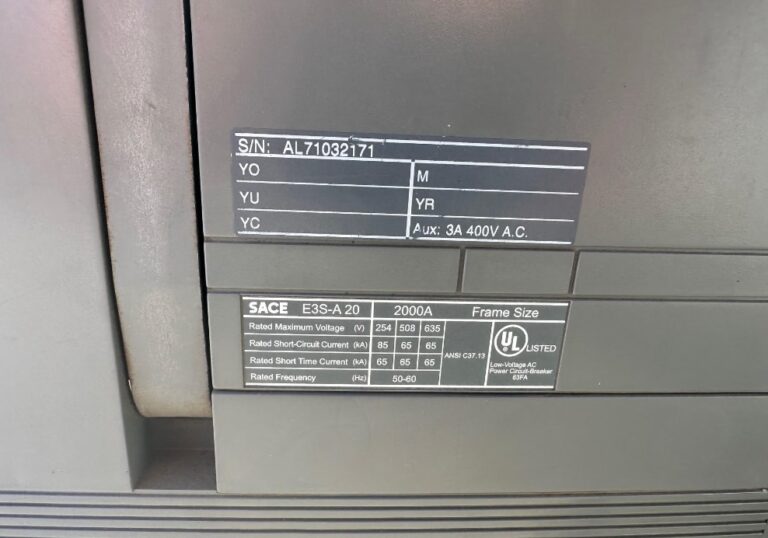 S/N: AL71032171
YO M
YU YR
YC Aux: 3A 400V A.C.
SACE E3S-A 20 2000A Frame Size
Rated Maximum Voltage (V) 254 508 635
Rated Short-Circuit Current (kA) 85 65 65
Rated Short Time Current (kA) 65 65 65
Rated Frequency (Hz) 50-60
ANSI C37.13
UL LISTED
Low-Voltage AC
Power Circuit-Breaker
63FA